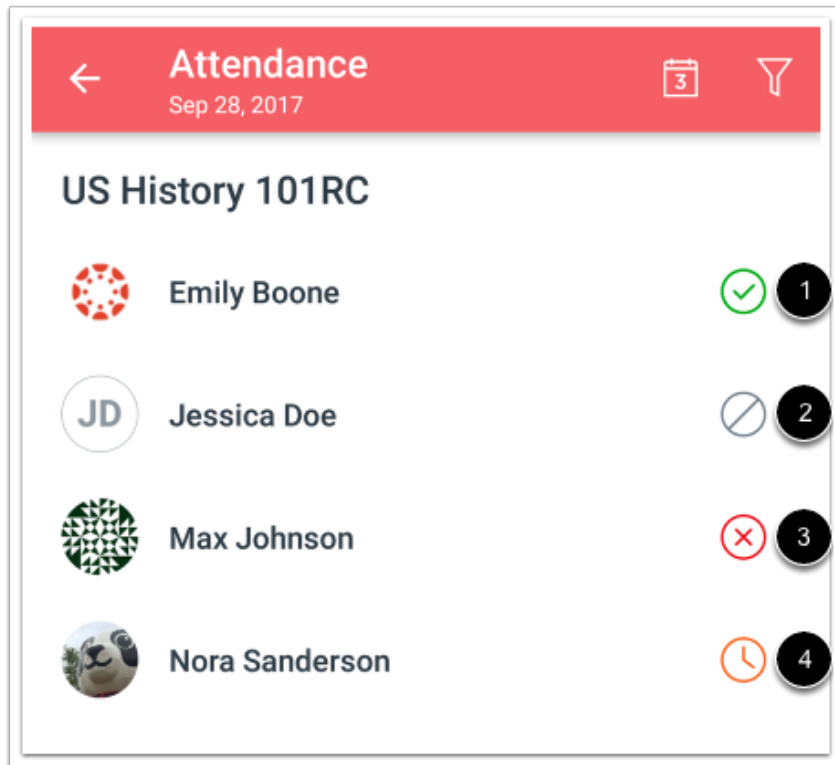 Attendance
Sep 28, 2017
3
US History 101RC
Emily Boone
1
JD
Jessica Doe
2
Max Johnson
3
Nora Sanderson
4